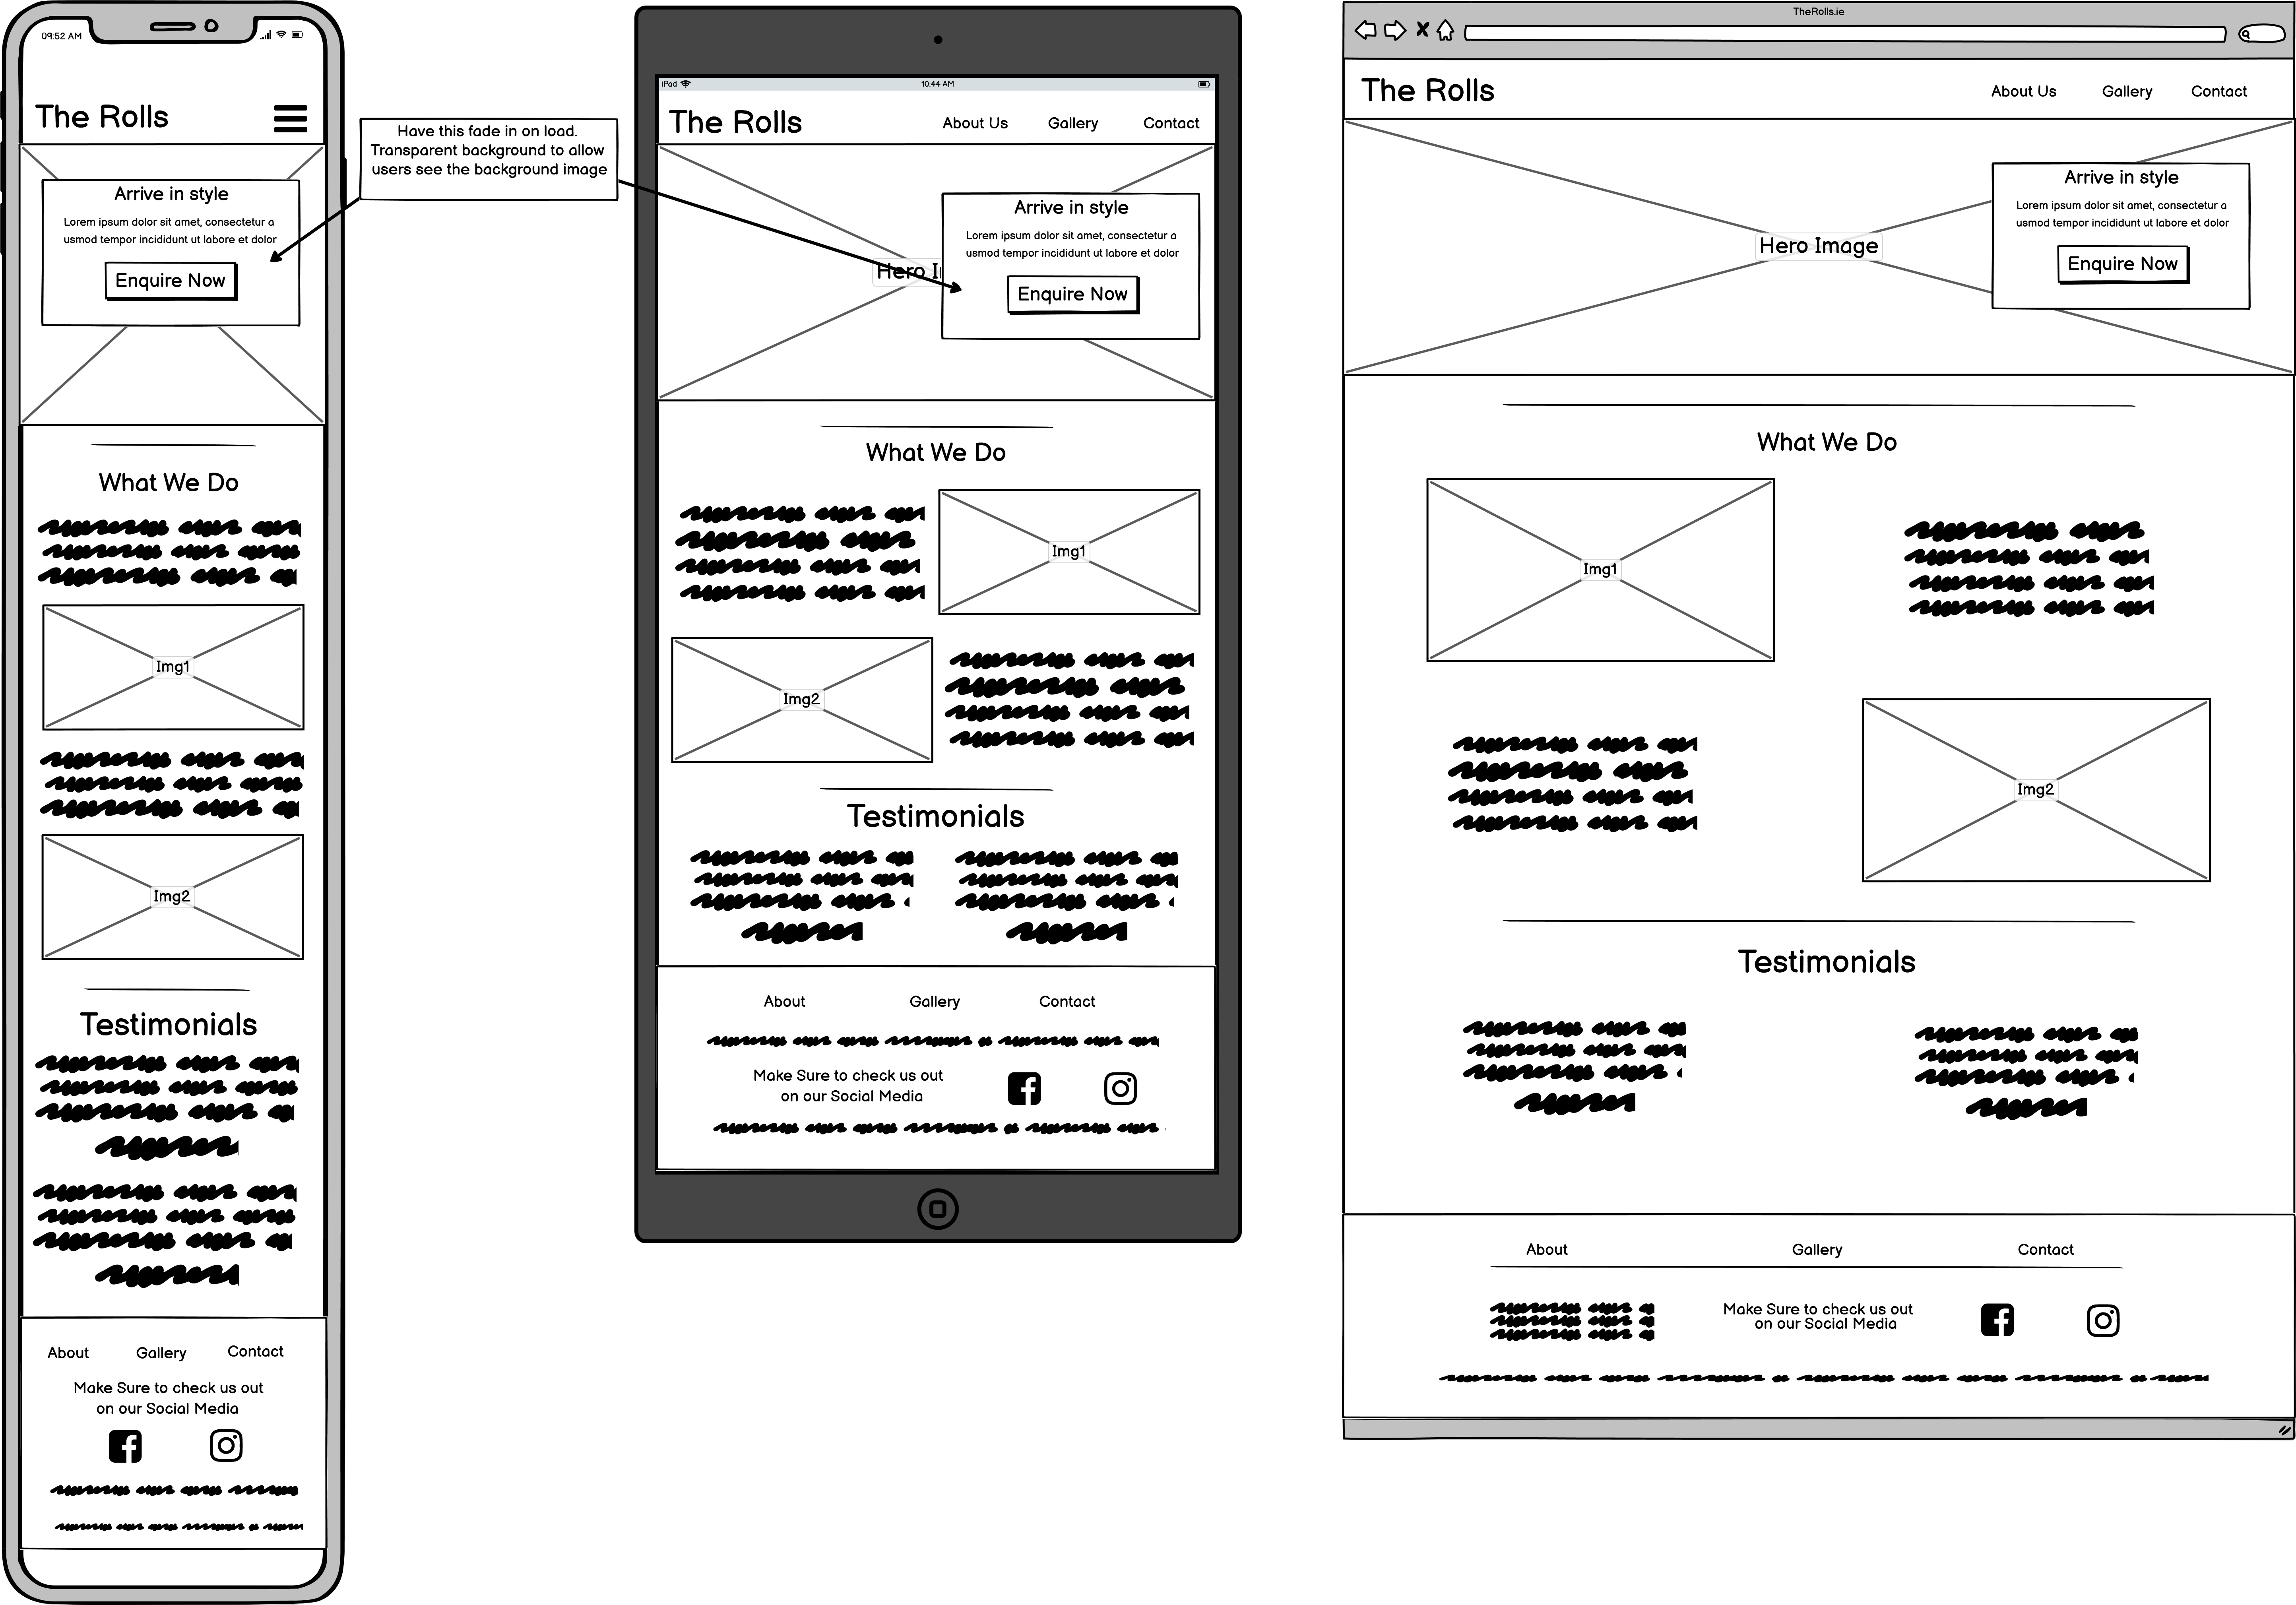 09:52 AM
The Rolls
Arrive in style
Lorem ipsum dolor sit amet, consectetur a
usmod tempor incididunt ut labore et dolor
Enquire Now
What We Do
Img1
Img2
Testimonials
About Gallery Contact
Make Sure to check us out
on our Social Media
Have this fade in on load.
Transparent background to allow
users see the background image
iPad 10:44 AM
The Rolls About Us Gallery Contact
Hero I
Arrive in style
Lorem ipsum dolor sit amet, consectetur a
usmod tempor incididunt ut labore et dolor
Enquire Now
What We Do
Img1
Img2
Testimonials
About Gallery Contact
Make Sure to check us out
on our Social Media
TheRolls.ie
The Rolls About Us Gallery Contact
Hero Image
Arrive in style
Lorem ipsum dolor sit amet, consectetur a
usmod tempor incididunt ut labore et dolor
Enquire Now
What We Do
Img1
Img2
Testimonials
About Gallery Contact
Make Sure to check us out
on our Social Media